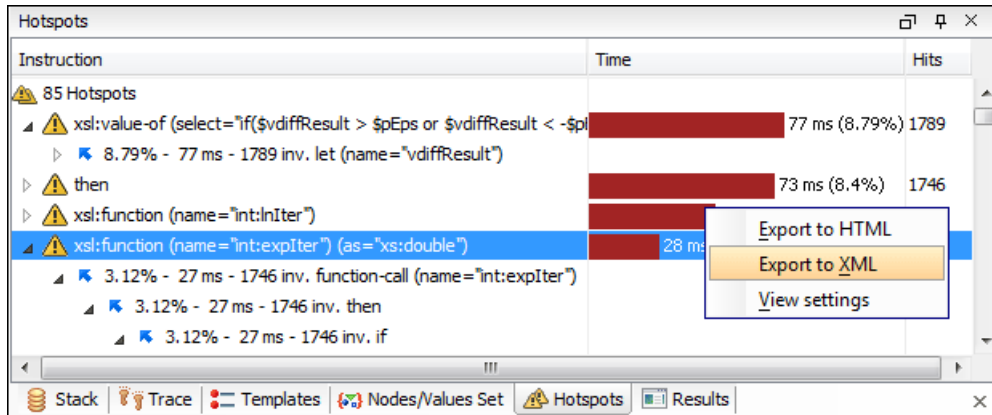 Hotspots
Instruction Time Hits
85 Hotspots
xsl:value-of (select="if($vdiffResult > $pEps or $vdiffResult < -$pl 77 ms (8.79%) 1789
8.79% - 77 ms - 1789 inv. let (name="vdiffResult")
then 73 ms (8.4%) 1746
xsl:function (name="int:lnIter")
xsl:function (name="int:expIter") (as="xs:double") 28 ms
3.12% - 27 ms - 1746 inv. function-call (name="int:expIter")
3.12% - 27 ms - 1746 inv. then
3.12% - 27 ms - 1746 inv. if
Export to HTML
Export to XML
View settings
Stack Trace Templates Nodes/Values Set Hotspots Results